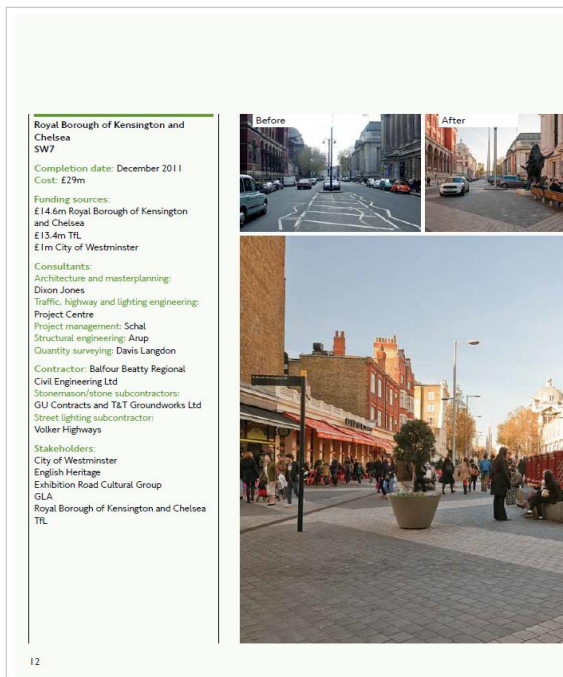 Royal Borough of Kensington and
Chelsea
SW7
Completion date: December 2011
Cost: £29m
Funding sources:
£14.6m Royal Borough of Kensington
and Chelsea
£13.4m TfL
£1m City of Westminster
Consultants:
Architecture and masterplanning:
Dixon Jones
Traffic, highway and lighting engineering:
Project Centre
Project management: Schal
Structural engineering: Arup
Quantity surveying: Davis Langdon
Contractor: Balfour Beatty Regional
Civil Engineering Ltd
Stonemason/stone subcontractors:
GU Contracts and T&T Groundworks Ltd
Street lighting subcontractor:
Volker Highways
Stakeholders:
City of Westminster
English Heritage
Exhibition Road Cultural Group
GLA
Royal Borough of Kensington and Chelsea
TfL
Before
After
12